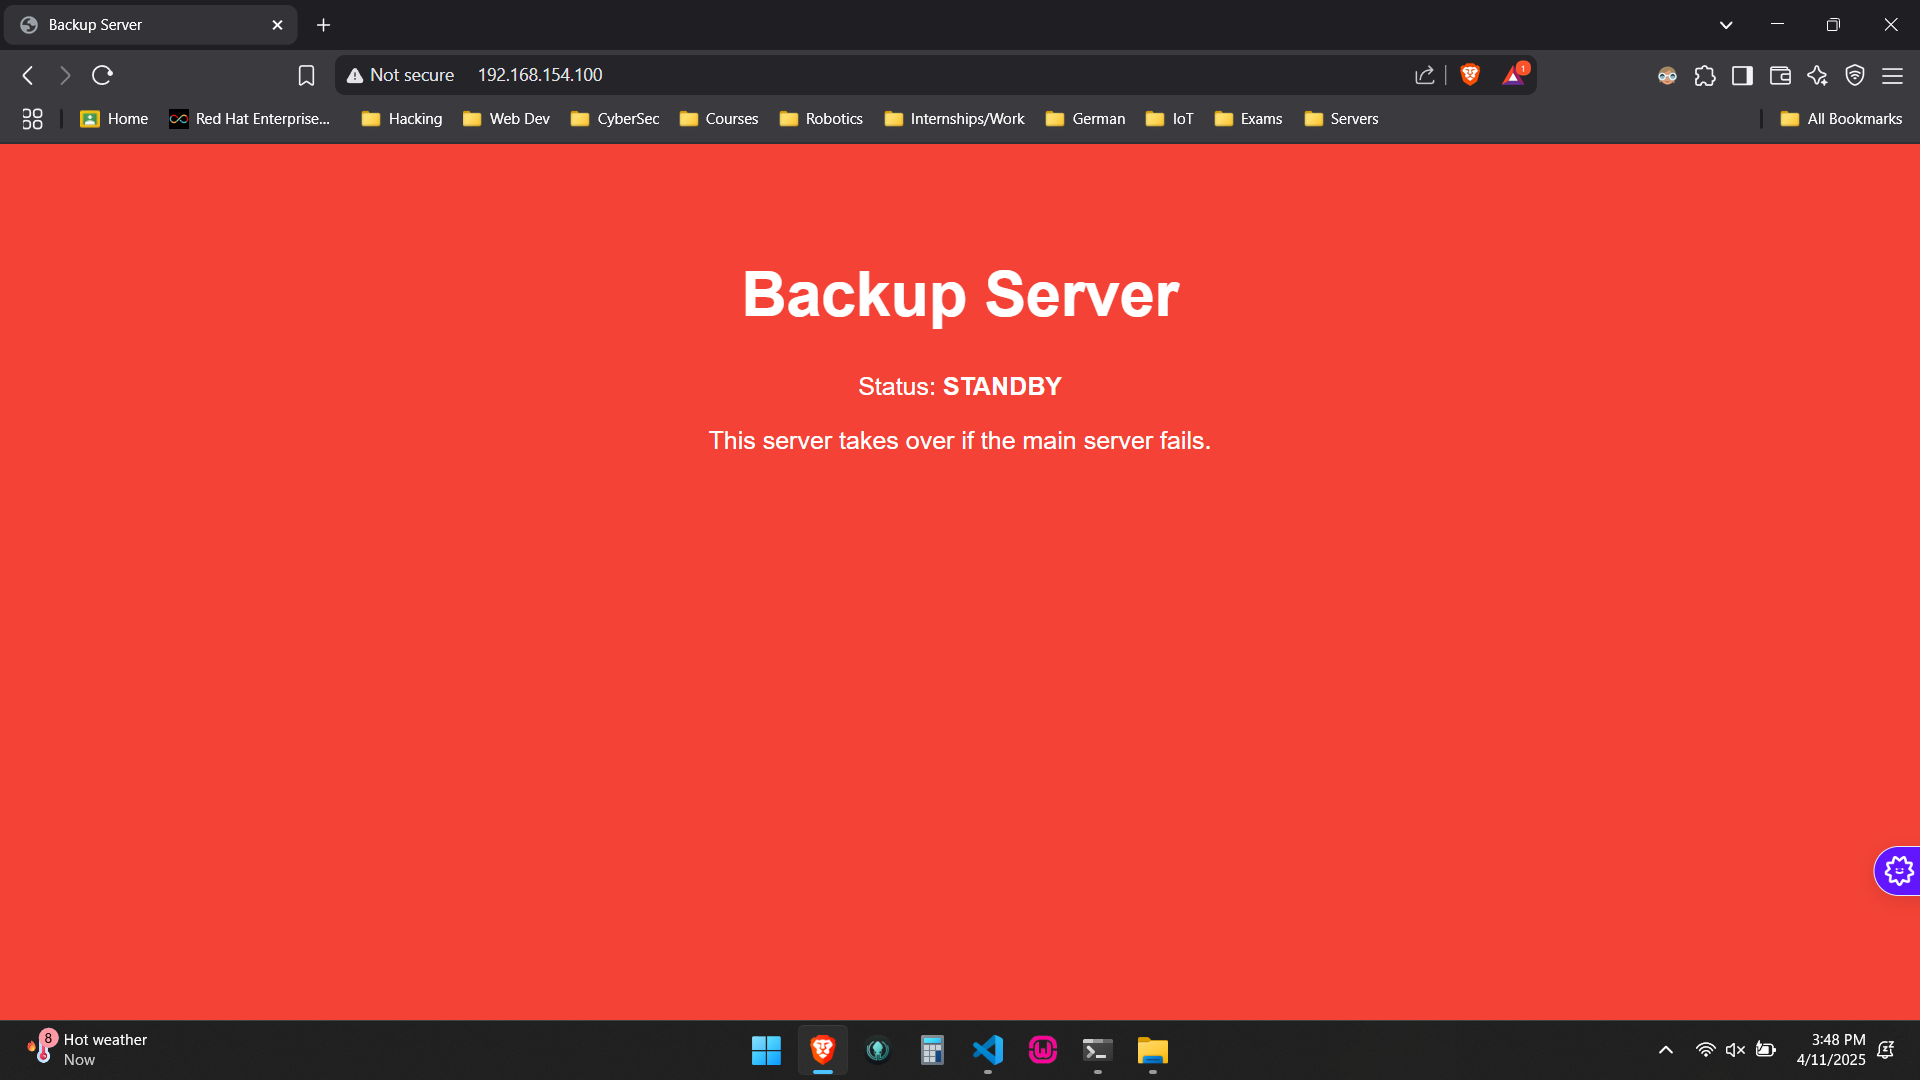 Backup Server
Not secure 192.168.154.100
1
Home Red Hat Enterprise... Hacking Web Dev CyberSec Courses Robotics Internships/Work German IoT Exams Servers All Bookmarks
Backup Server
Status: STANDBY
This server takes over if the main server fails.
8
Hot weather
Now
3:48 PM
4/11/2025